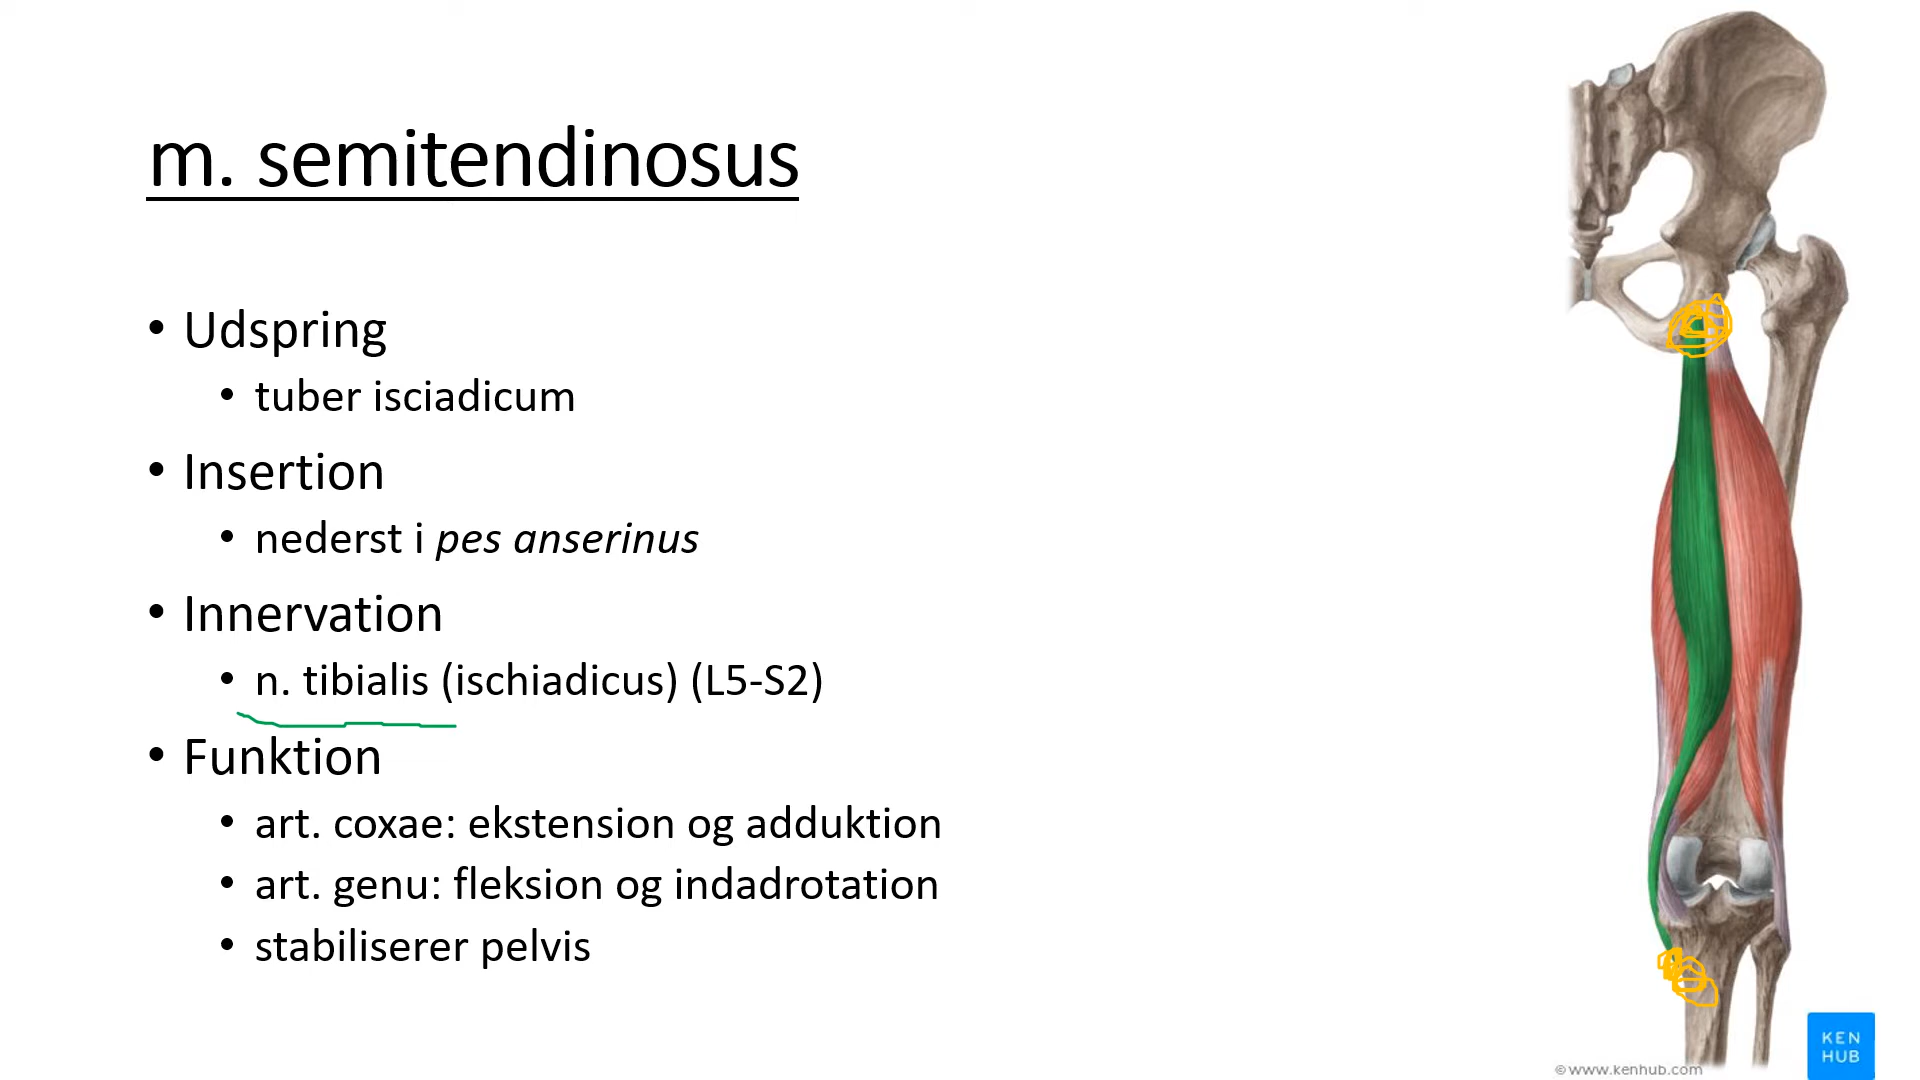 m. semitendinosus
• Udspring
• tuber isciadicum
• Insertion
• nederst i pes anserinus
• Innervation
• n. tibialis (ischiadicus) (L5-S2)
• Funktion
• art. coxae: ekstension og adduktion
• art. genu: fleksion og indadrotation
• stabiliserer pelvis
KEN
HUB
© www.kenhub.com